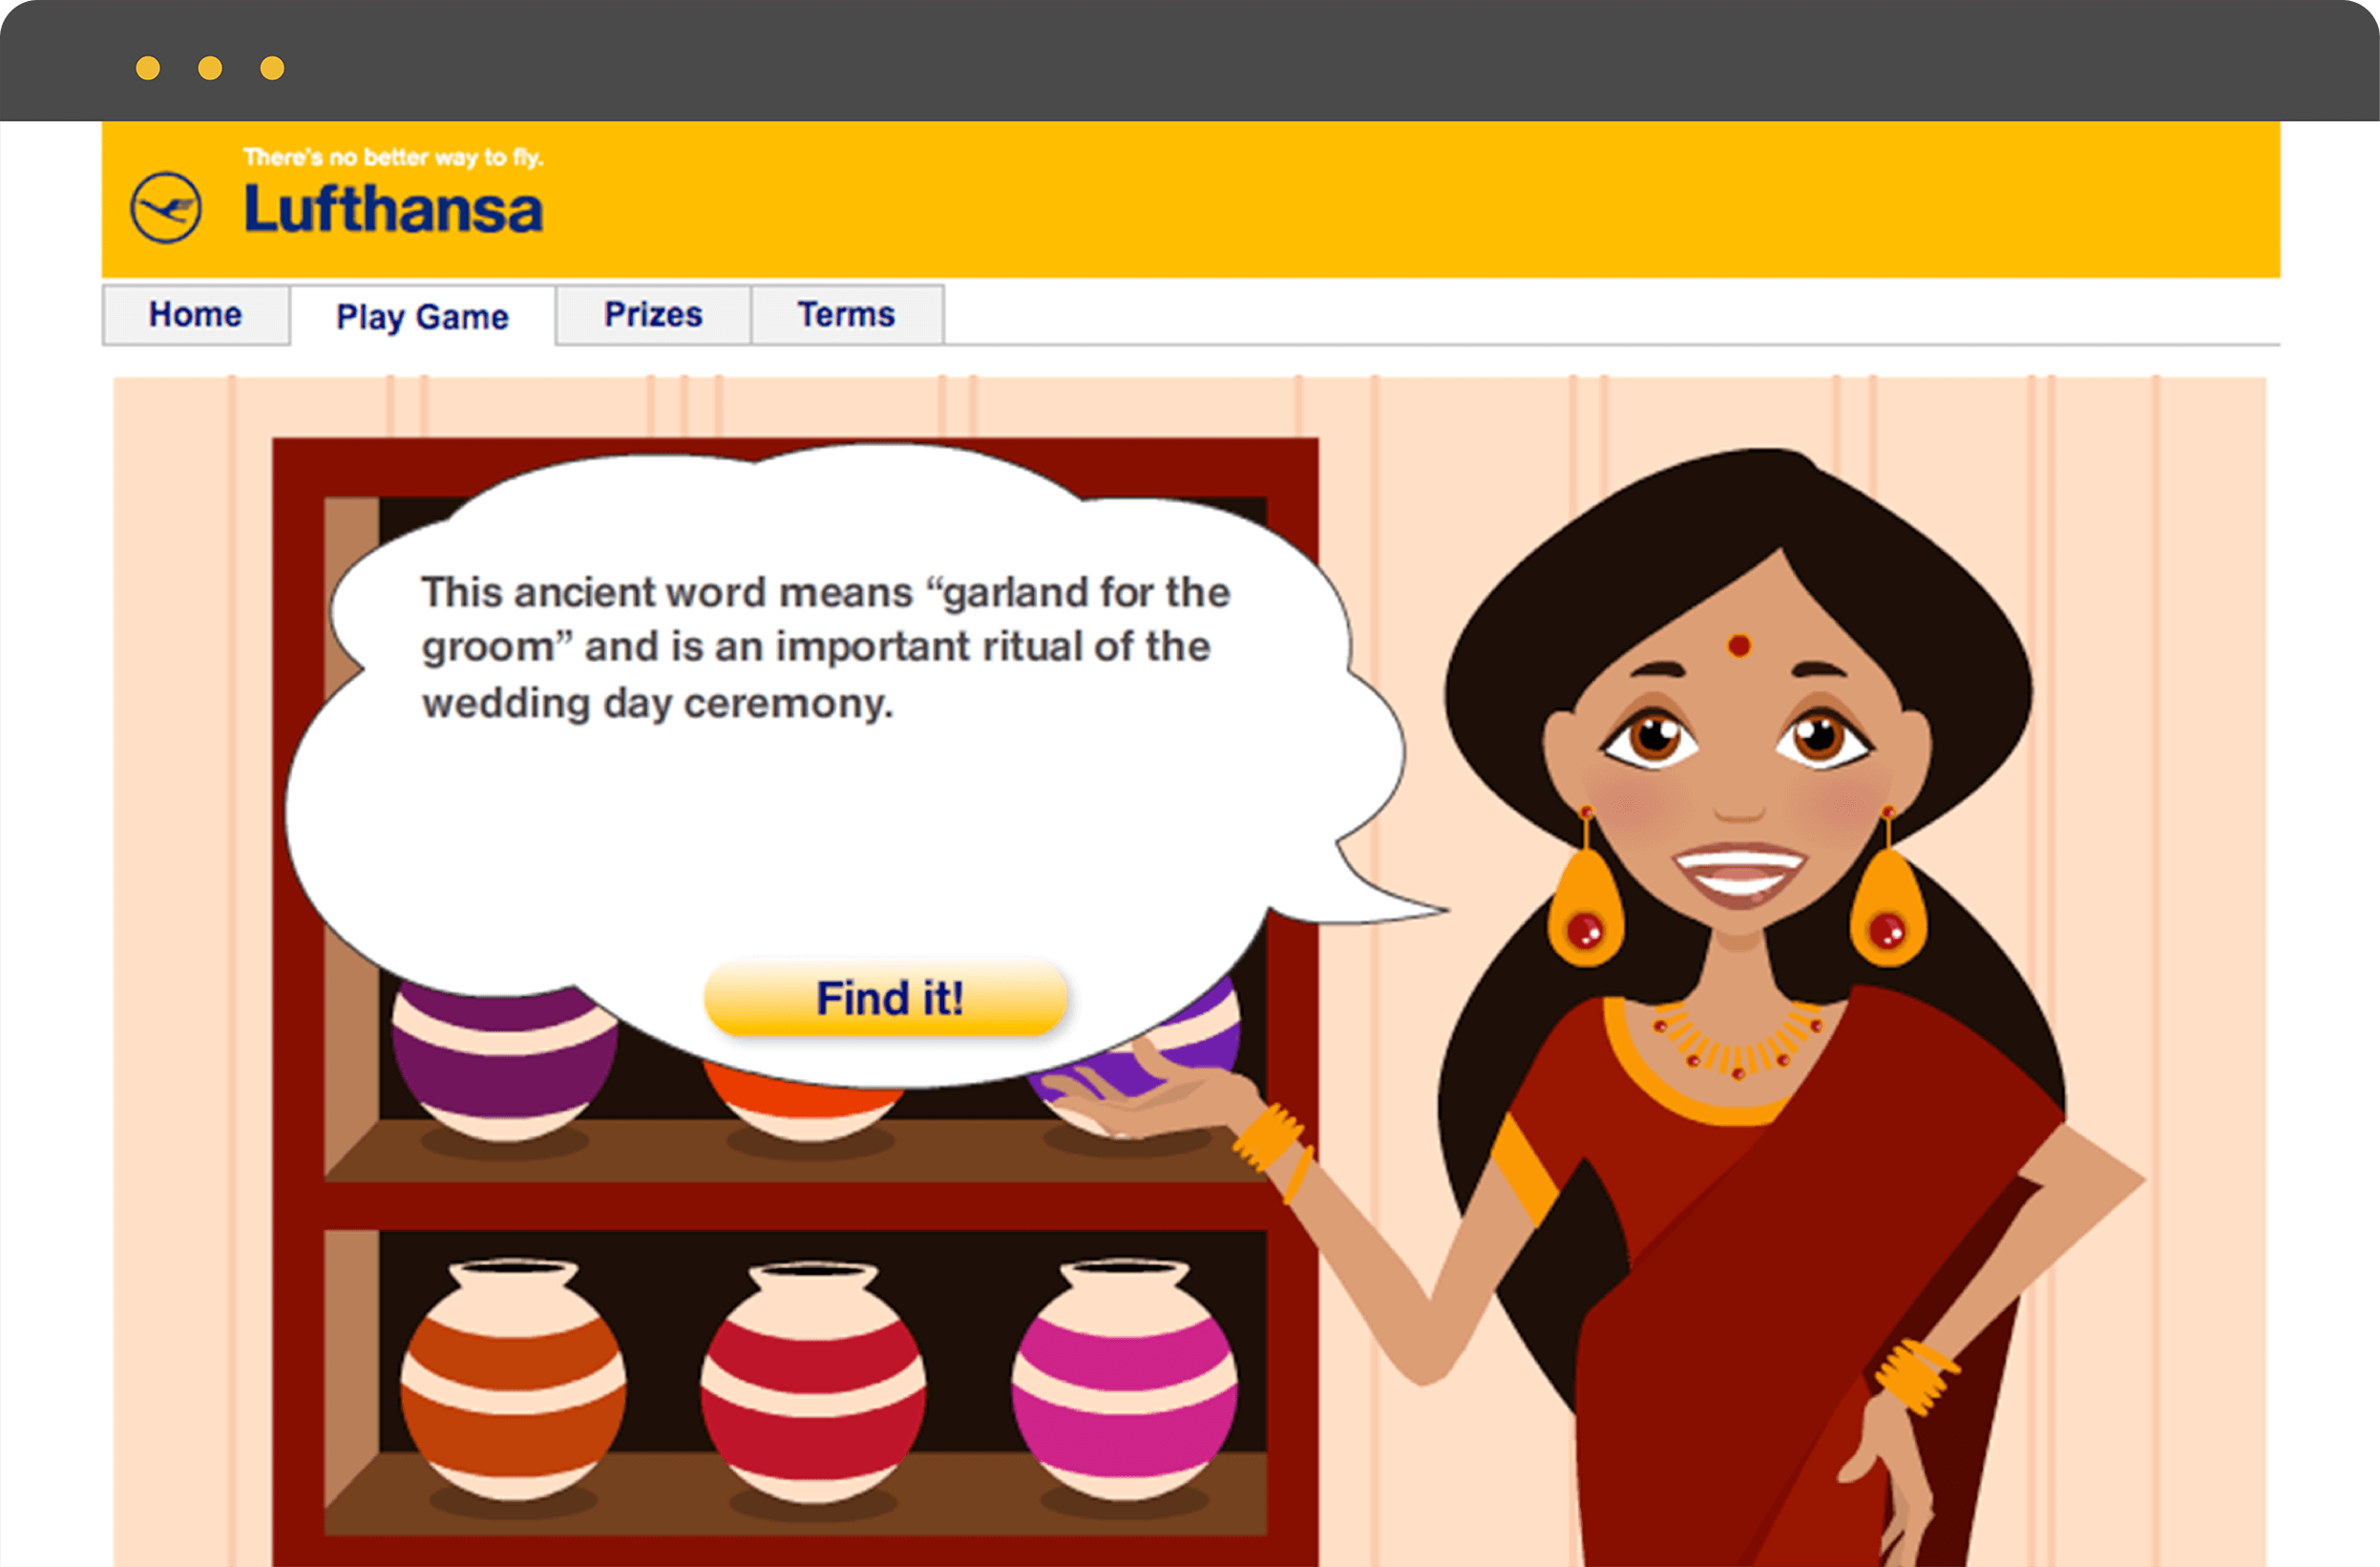 There's no better way to fly.
Lufthansa
Home
Play Game
Prizes
Terms
This ancient word means “garland for the
groom” and is an important ritual of the
wedding day ceremony.
Find it!